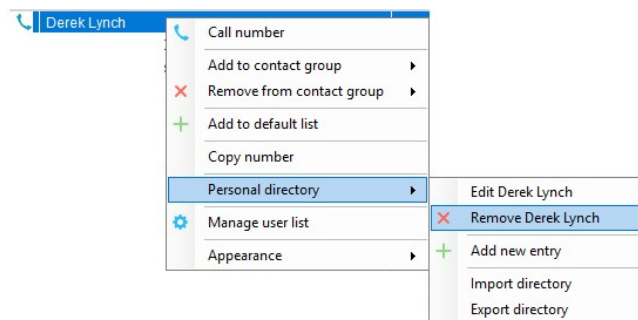 Derek Lynch
Call number
Add to contact group
Remove from contact group
Add to default list
Copy number
Personal directory
Manage user list
Appearance
Edit Derek Lynch
Remove Derek Lynch
Add new entry
Import directory
Export directory